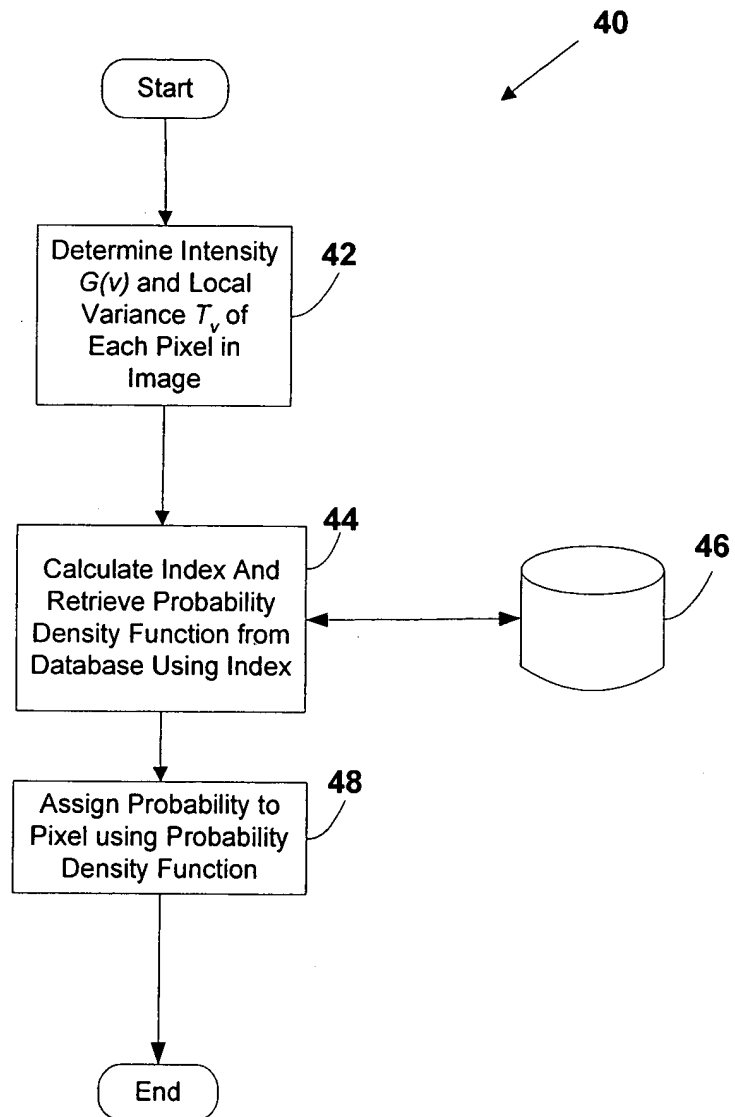 40
Start
Determine Intensity
G(v) and Local
Variance T_v of
Each Pixel in
Image
42
44
Calculate Index And
Retrieve Probability
Density Function from
Database Using Index
46
48
Assign Probability to
Pixel using Probability
Density Function
End